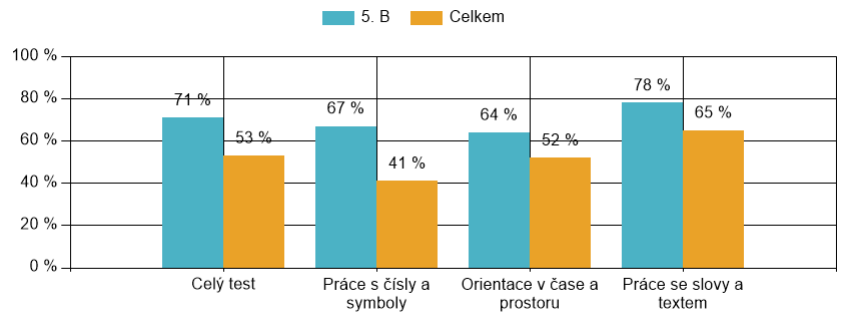 5. B Celkem
100 %
80 %
60 %
40 %
20 %
0 %
71 % 53 % 67 % 41 % 64 % 52 % 78 % 65 %
Celý test Práce s čísly a Orientace v čase a Práce se slovy a
symboly prostoru textem